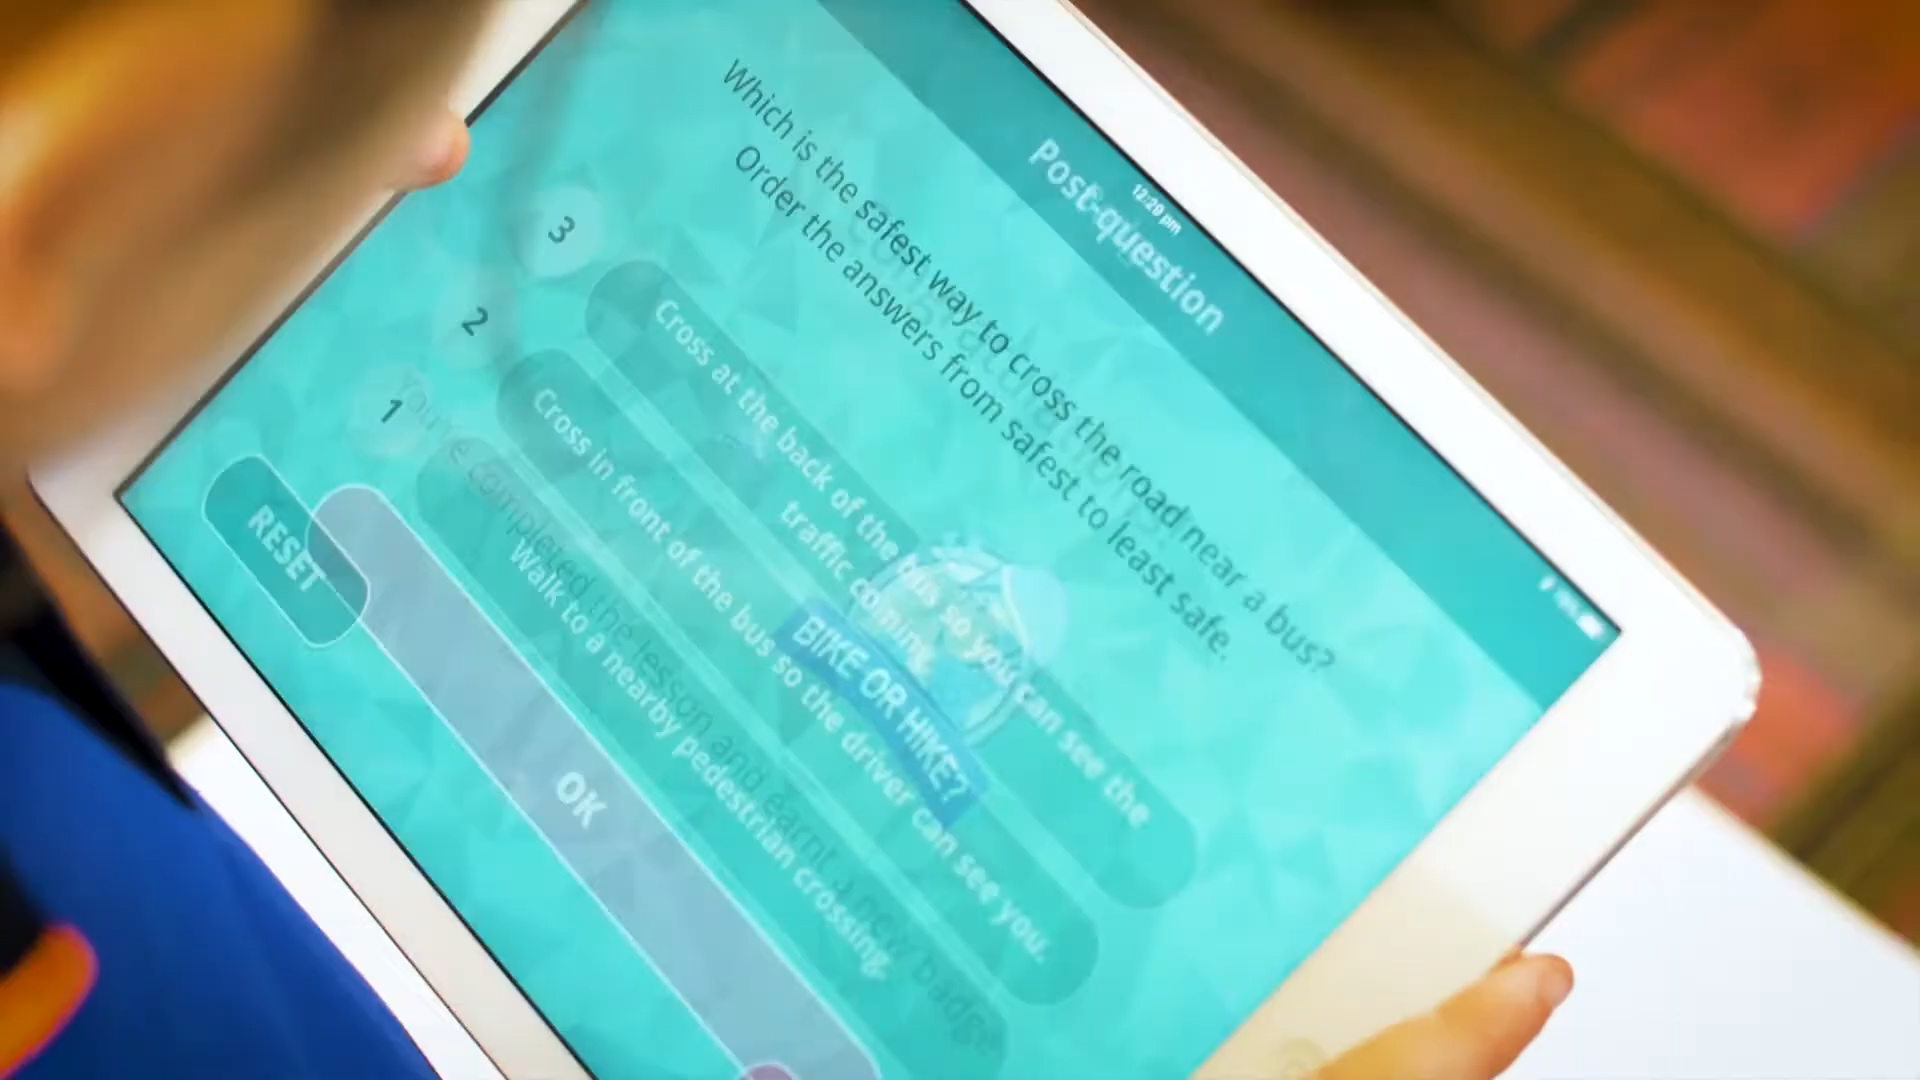 12:29 pm
Post-question
Which is the safest way to cross the road near a bus?
Order the answers from safest to least safe.
3
Cross at the back of the bus so you can see the
traffic coming.
2
Cross in front of the bus so the driver can see you.
1
Walk to a nearby pedestrian crossing.
RESET
OK
BIKE OR HIKE?
You've completed the lesson and earnt a new badge